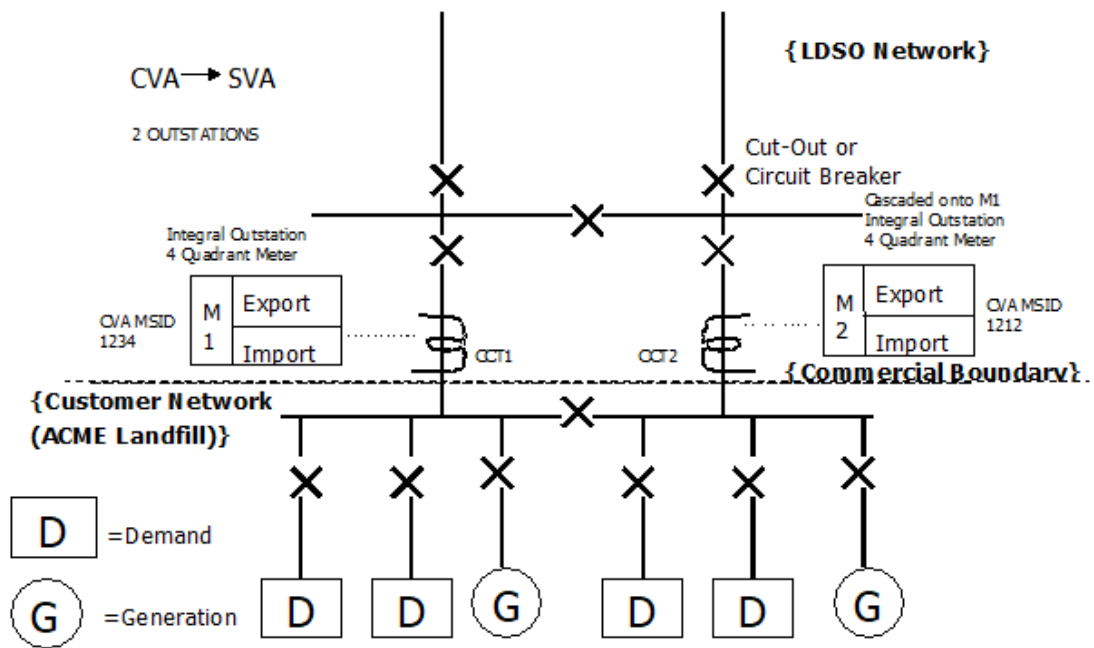 {LDSO Network}
CVA → SVA
2 OUTSTATIONS
Cut-Out or
Circuit Breaker
Cascaded onto M1
Integral Outstation
4 Quadrant Meter
Integral Outstation
4 Quadrant Meter
CVA MSID
1234
M
1
Export
Import
CCT1
CCT2
M
2
Export
Import
CVA MSID
1212
{Commercial Boundary}
{Customer Network
(ACME Landfill)}
D =Demand
G =Generation
D
D
G
D
D
G